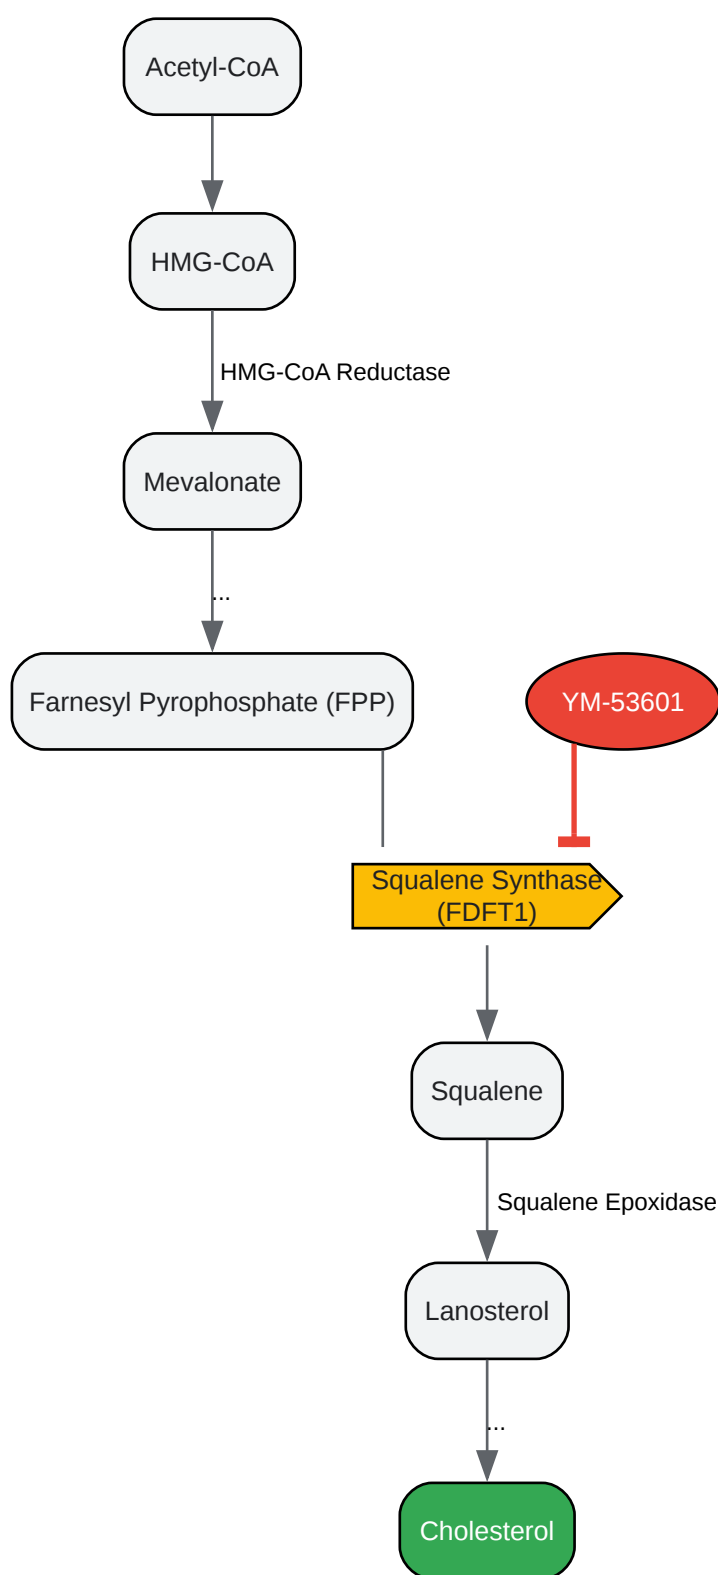 Acetyl-CoA
HMG-CoA
HMG-CoA Reductase
Mevalonate
...
Farnesyl Pyrophosphate (FPP)
YM-53601
Squalene Synthase
(FDFT1)
Squalene
Squalene Epoxidase
Lanosterol
...
Cholesterol